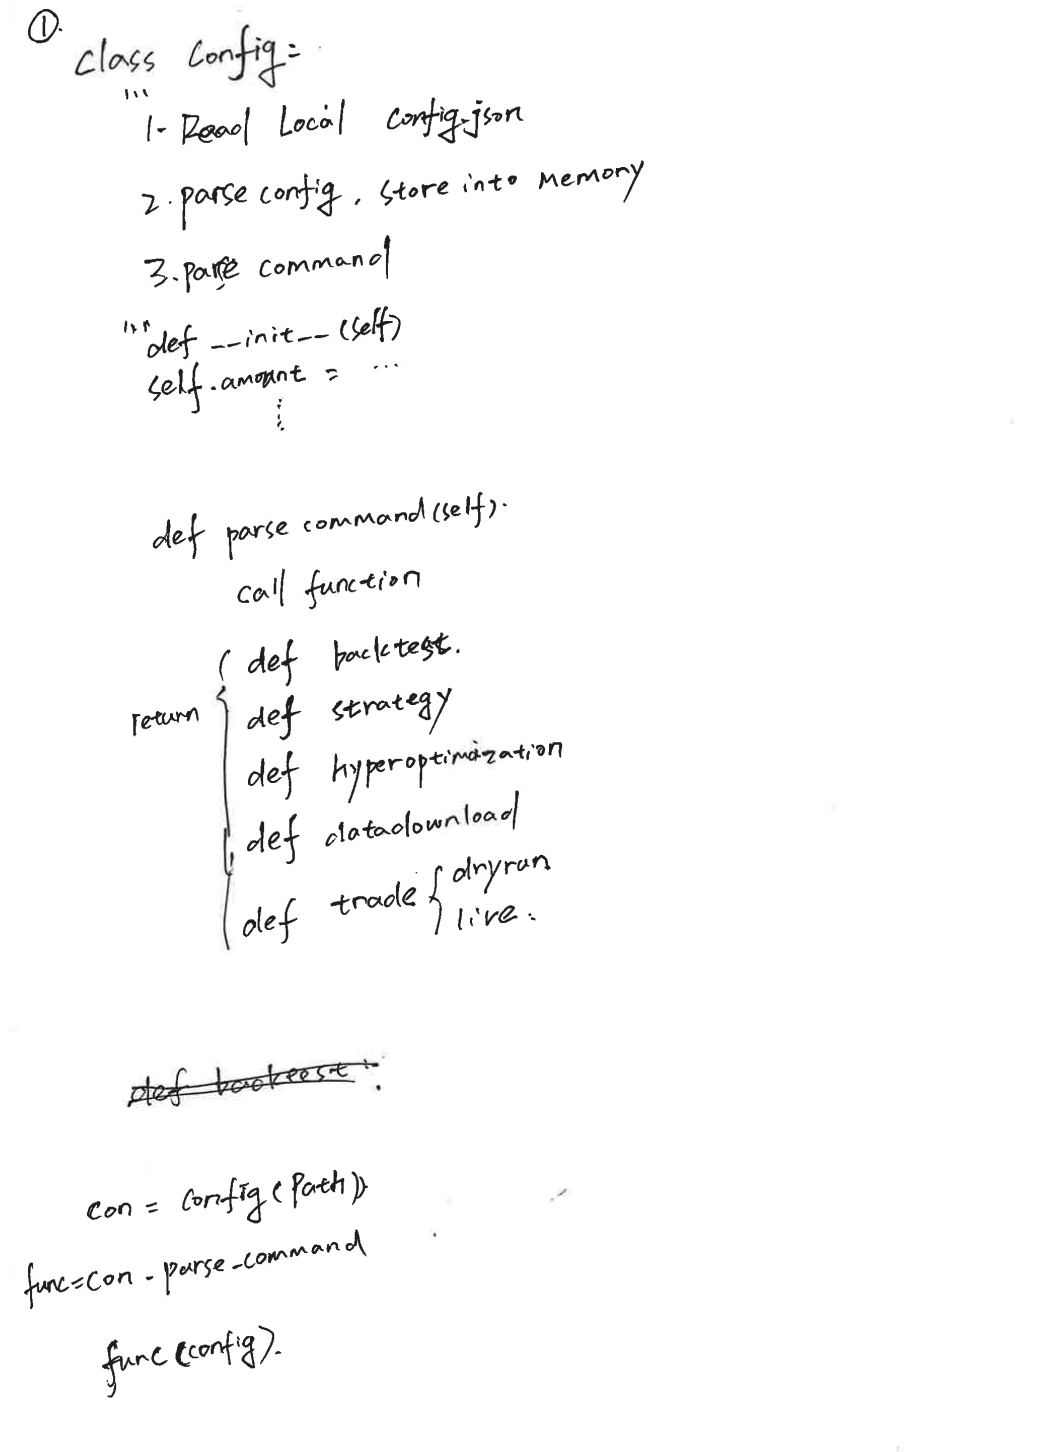 ①.
class Config:
'''
1. Read Local config.json
2. parse config, store into Memory
3. parse command
'''
def __init__(self)
self.amount = ...
def parse command(self).
call function
return
def backtest.
def strategy
def hyperoptimization
def datadownload
def trade { dryrun
live.
con = Config(Path)
func=con.parse_command
func(config).